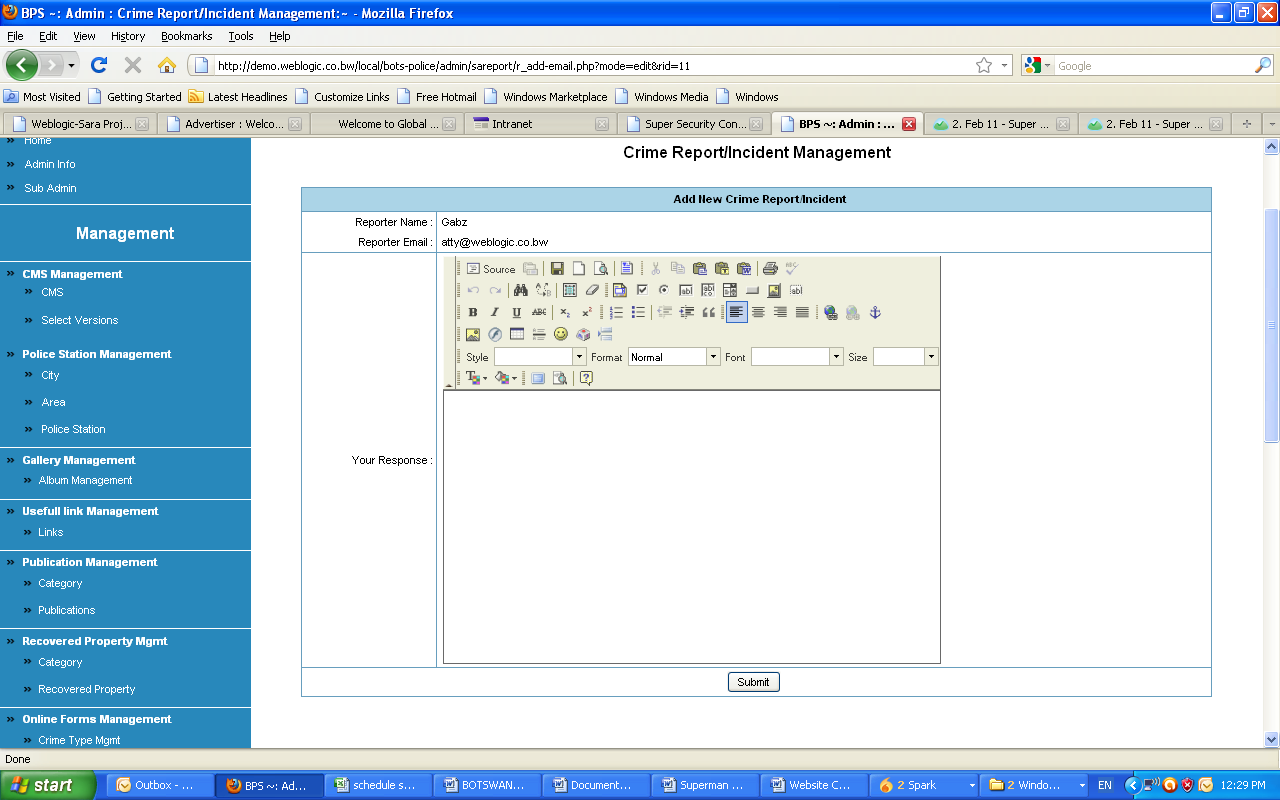 BPS ~: Admin : Crime Report/Incident Management:~ - Mozilla Firefox
File Edit View History Bookmarks Tools Help
http://demo.weblogic.co.bw/local/bots-police/admin/sareport/r_add-email.php?mode=edit&rid=11
Google
Most Visited Getting Started Latest Headlines Customize Links Free Hotmail Windows Marketplace Windows Media Windows
Weblogic-Sara Proj... Advertiser : Welco... Welcome to Global ... Intranet Super Security Con... BPS ~: Admin : ... 2. Feb 11 - Super ... 2. Feb 11 - Super ...
Home
Admin Info
Sub Admin
Management
CMS Management
CMS
Select Versions
Police Station Management
City
Area
Police Station
Gallery Management
Album Management
Usefull link Management
Links
Publication Management
Category
Publications
Recovered Property Mgmt
Category
Recovered Property
Online Forms Management
Crime Type Mgmt
Crime Report/Incident Management
Add New Crime Report/Incident
Reporter Name : Gabz
Reporter Email : atty@weblogic.co.bw
Source
B I U ABC x2 x2
Style Format Normal Font Size
Your Response :
Submit
Done
start Outbox - ... BPS ~: Ad... schedule s... BOTSWAN... Document... Superman ... Website C... 2 Spark 2 Windo... EN 12:29 PM